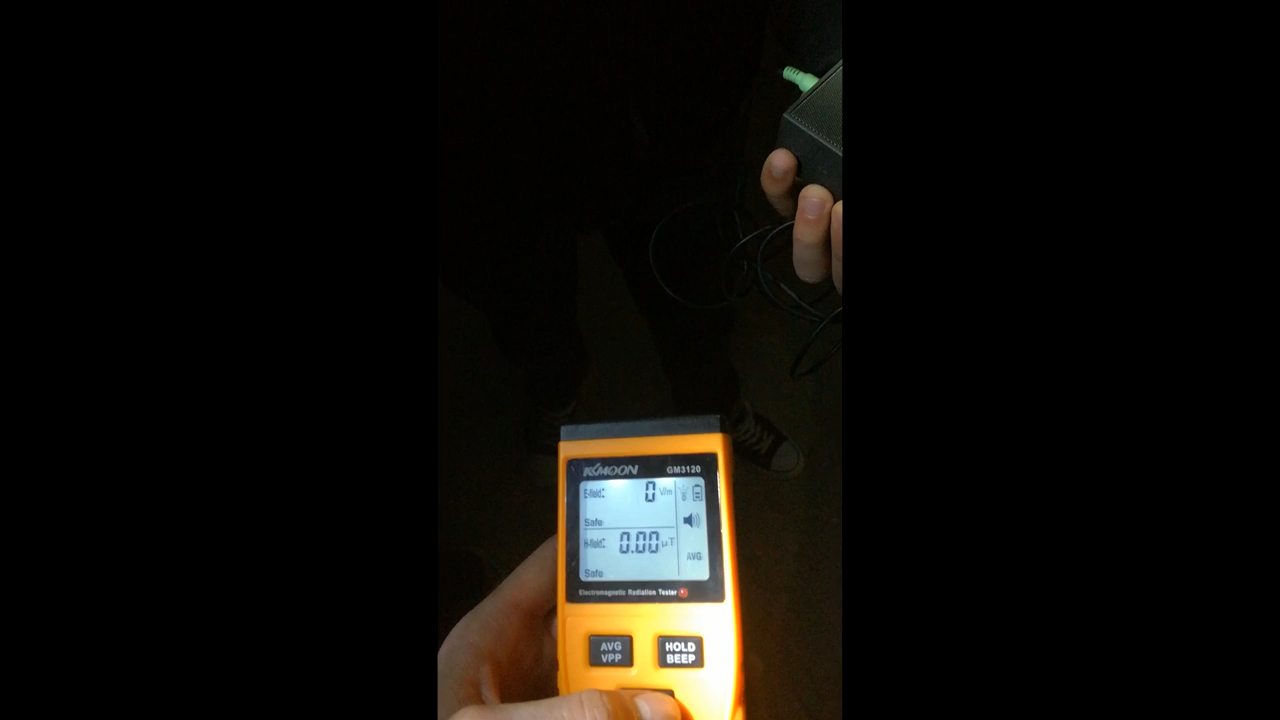 KKMOON GM3120
E-field: 0 V/m
Safe
H-field: 0.00 μT
AVG
Safe
Electromagnetic Radiation Tester
AVG
VPP
HOLD
BEEP